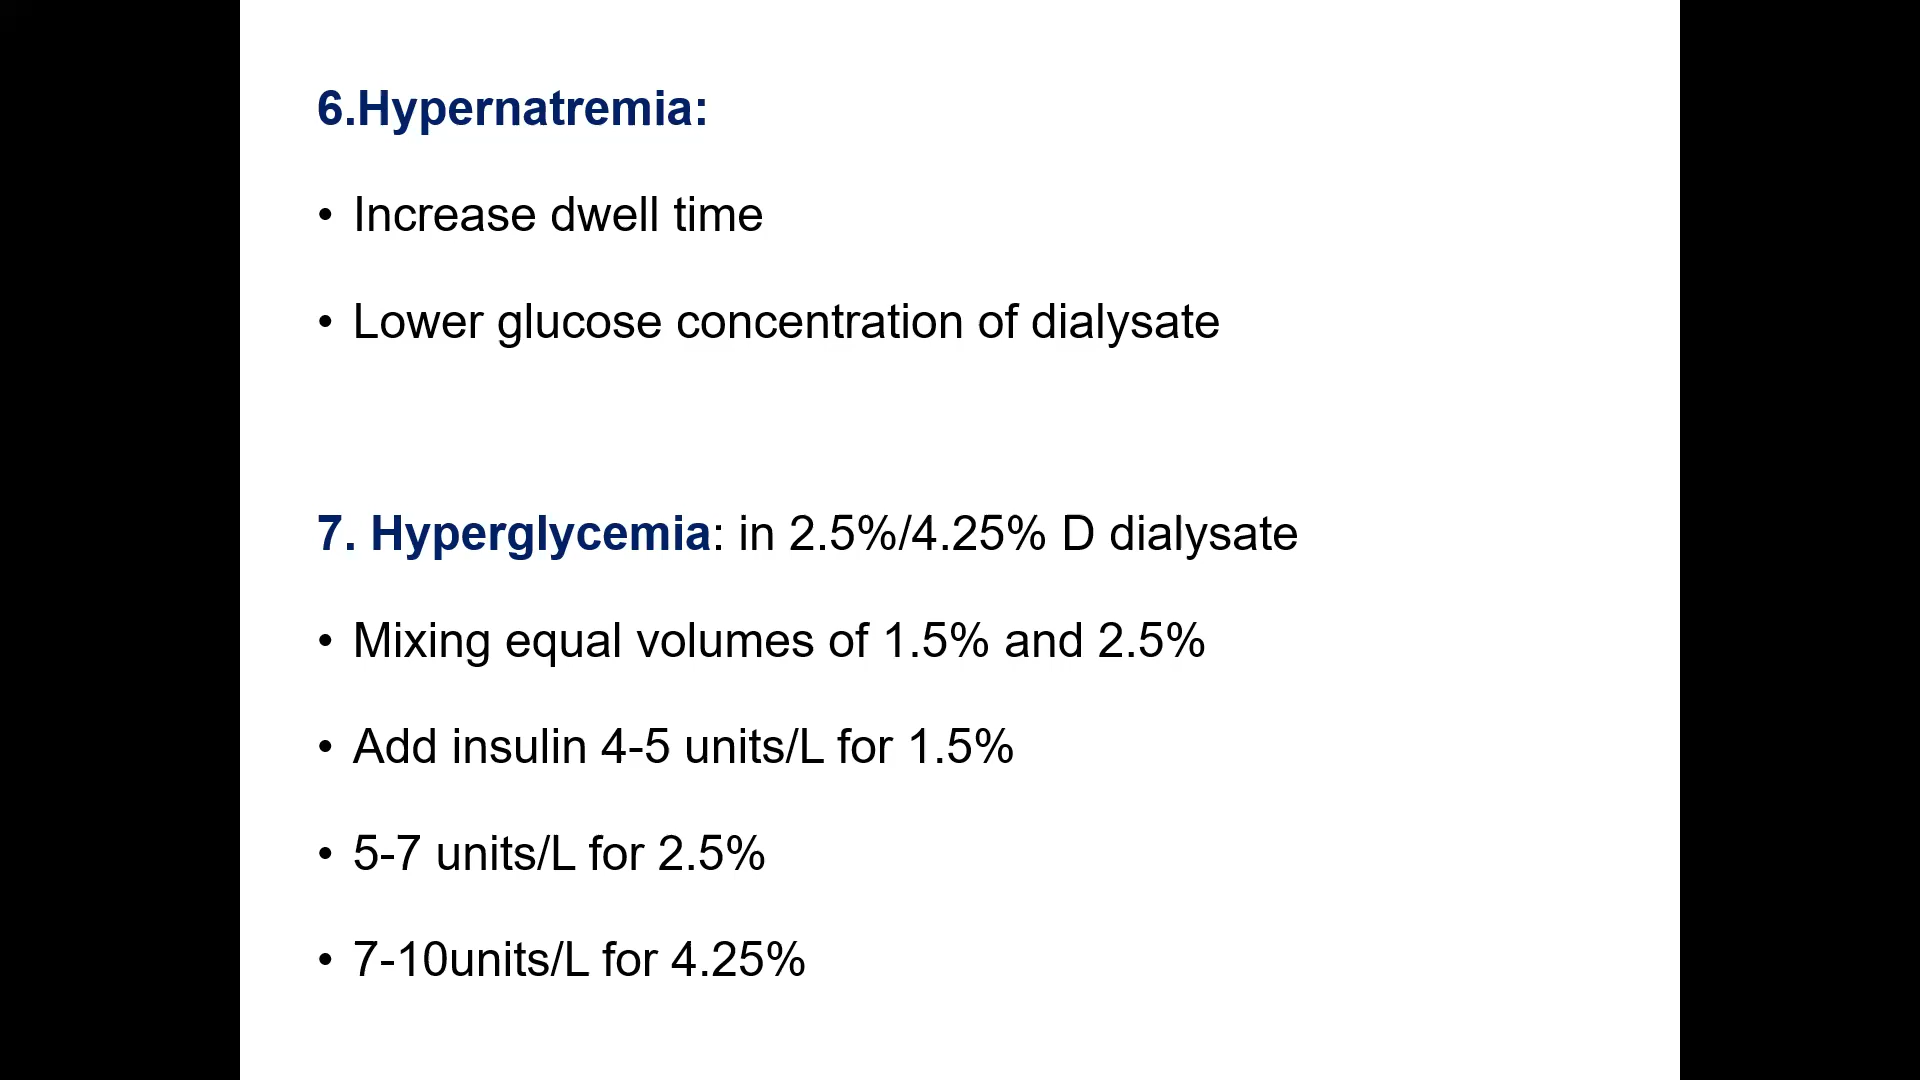 6.Hypernatremia:
• Increase dwell time
• Lower glucose concentration of dialysate
7. Hyperglycemia: in 2.5%/4.25% D dialysate
• Mixing equal volumes of 1.5% and 2.5%
• Add insulin 4-5 units/L for 1.5%
• 5-7 units/L for 2.5%
• 7-10units/L for 4.25%